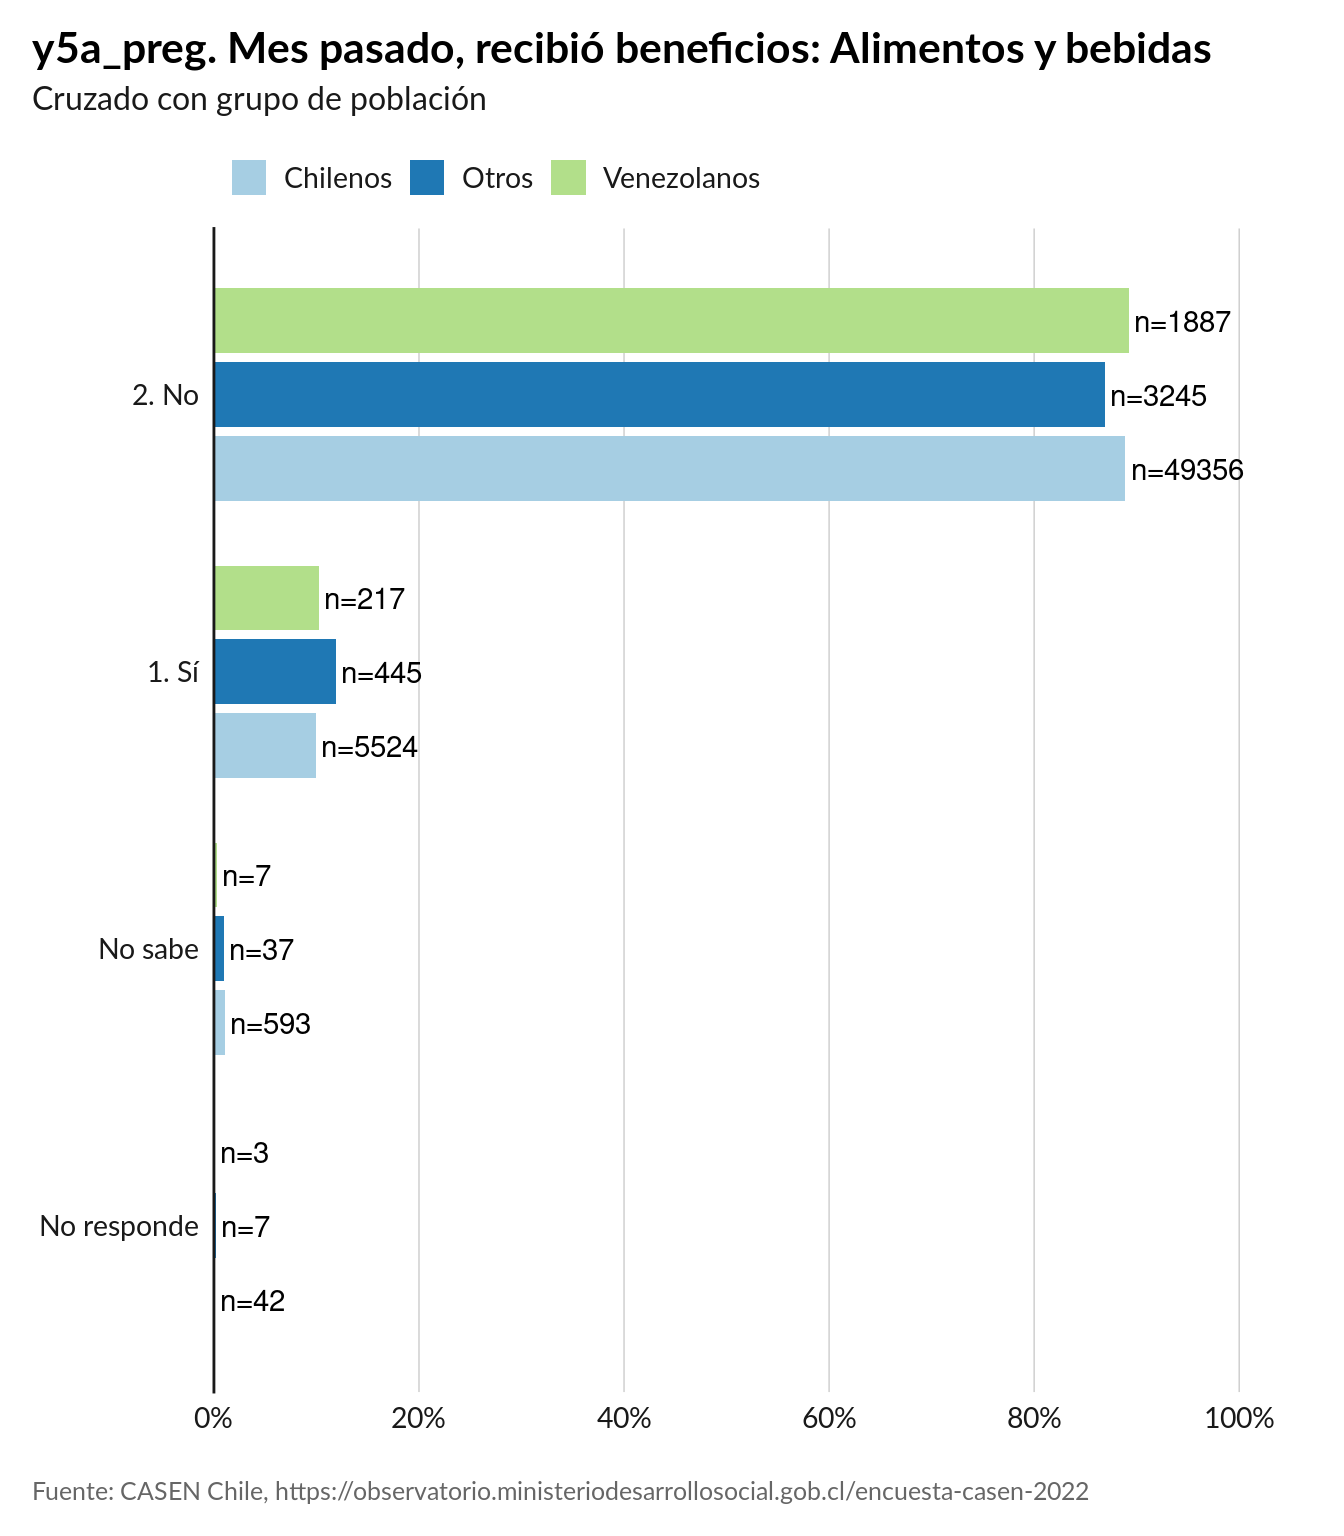 y5a_preg. Mes pasado, recibió beneficios: Alimentos y bebidas
Cruzado con grupo de población
Chilenos Otros Venezolanos
n=1887
2. No n=3245
n=49356
n=217
1. Sí n=445
n=5524
n=7
No sabe n=37
n=593
n=3
No responde n=7
n=42
0% 20% 40% 60% 80% 100%
Fuente: CASEN Chile, https://observatorio.ministeriodesarrollosocial.gob.cl/encuesta-casen-2022